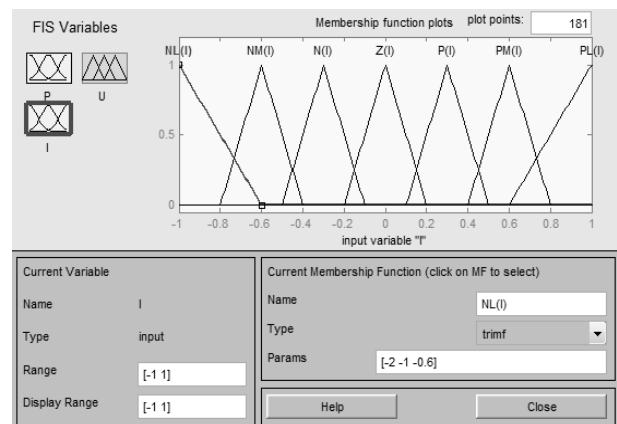 FIS Variables
Membership function plots
plot points:
181
NL(I)
NM(I)
N(I)
Z(I)
P(I)
PM(I)
PL(I)
1
0.5
0
-1
-0.8
-0.6
-0.4
-0.2
0
0.2
0.4
0.6
0.8
1
input variable "I"
P
U
I
Current Variable
Name
I
Type
input
Range
[-1 1]
Display Range
[-1 1]
Current Membership Function (click on MF to select)
Name
NL(I)
Type
trimf
Params
[-2 -1 -0.6]
Help
Close